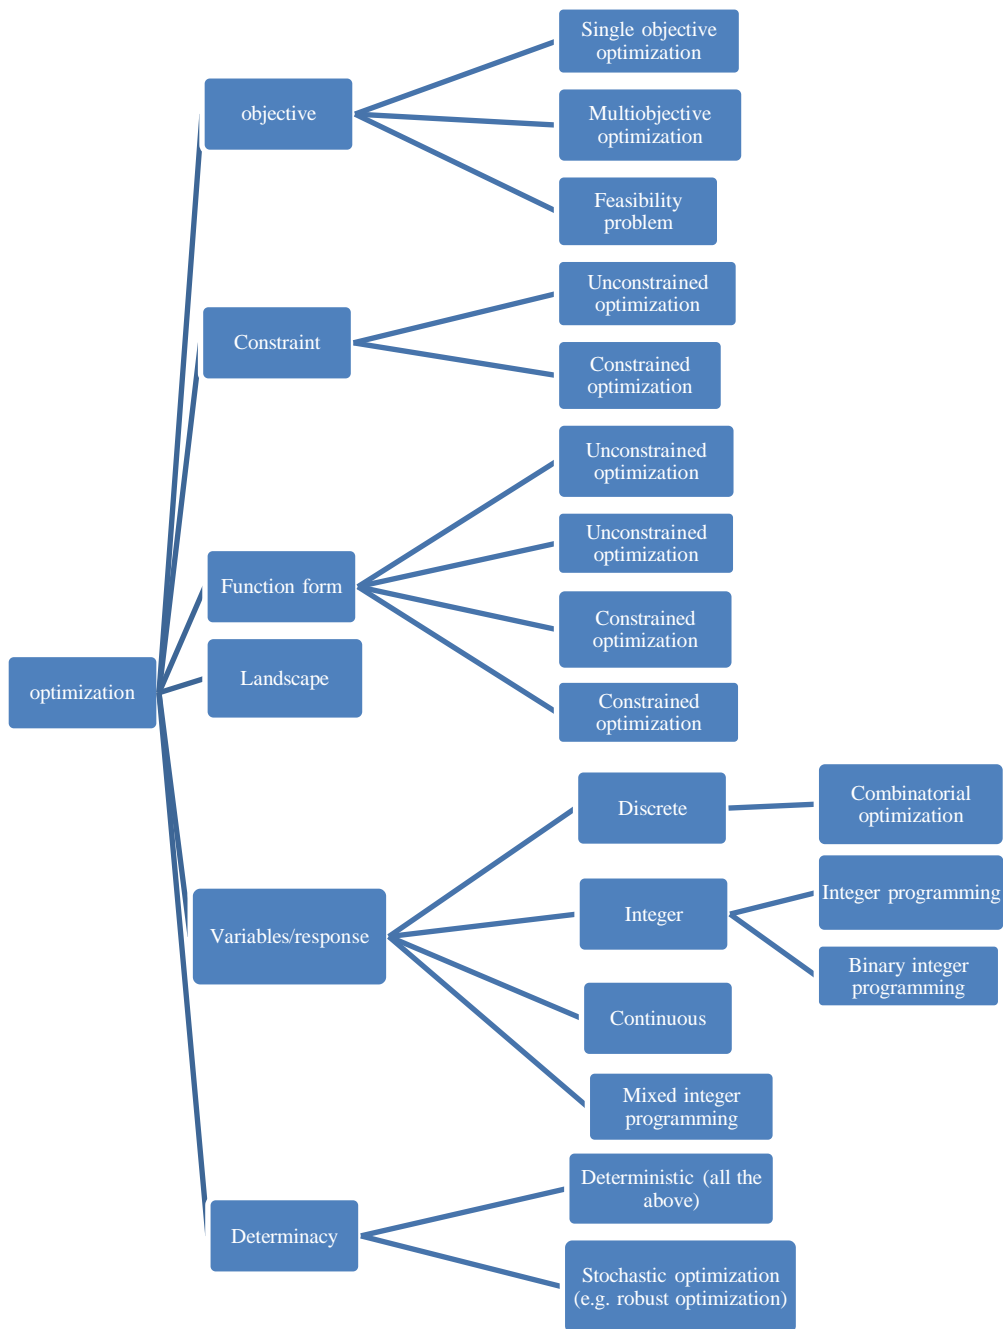 Single objective
optimization
objective
Multiobjective
optimization
Feasibility
problem
Unconstrained
optimization
Constraint
Constrained
optimization
Unconstrained
optimization
Unconstrained
optimization
Function form
Constrained
optimization
Landscape
optimization
Constrained
optimization
Discrete
Combinatorial
optimization
Integer
Integer programming
Variables/response
Binary integer
programming
Continuous
Mixed integer
programming
Deterministic (all the
above)
Determinacy
Stochastic optimization
(e.g. robust optimization)